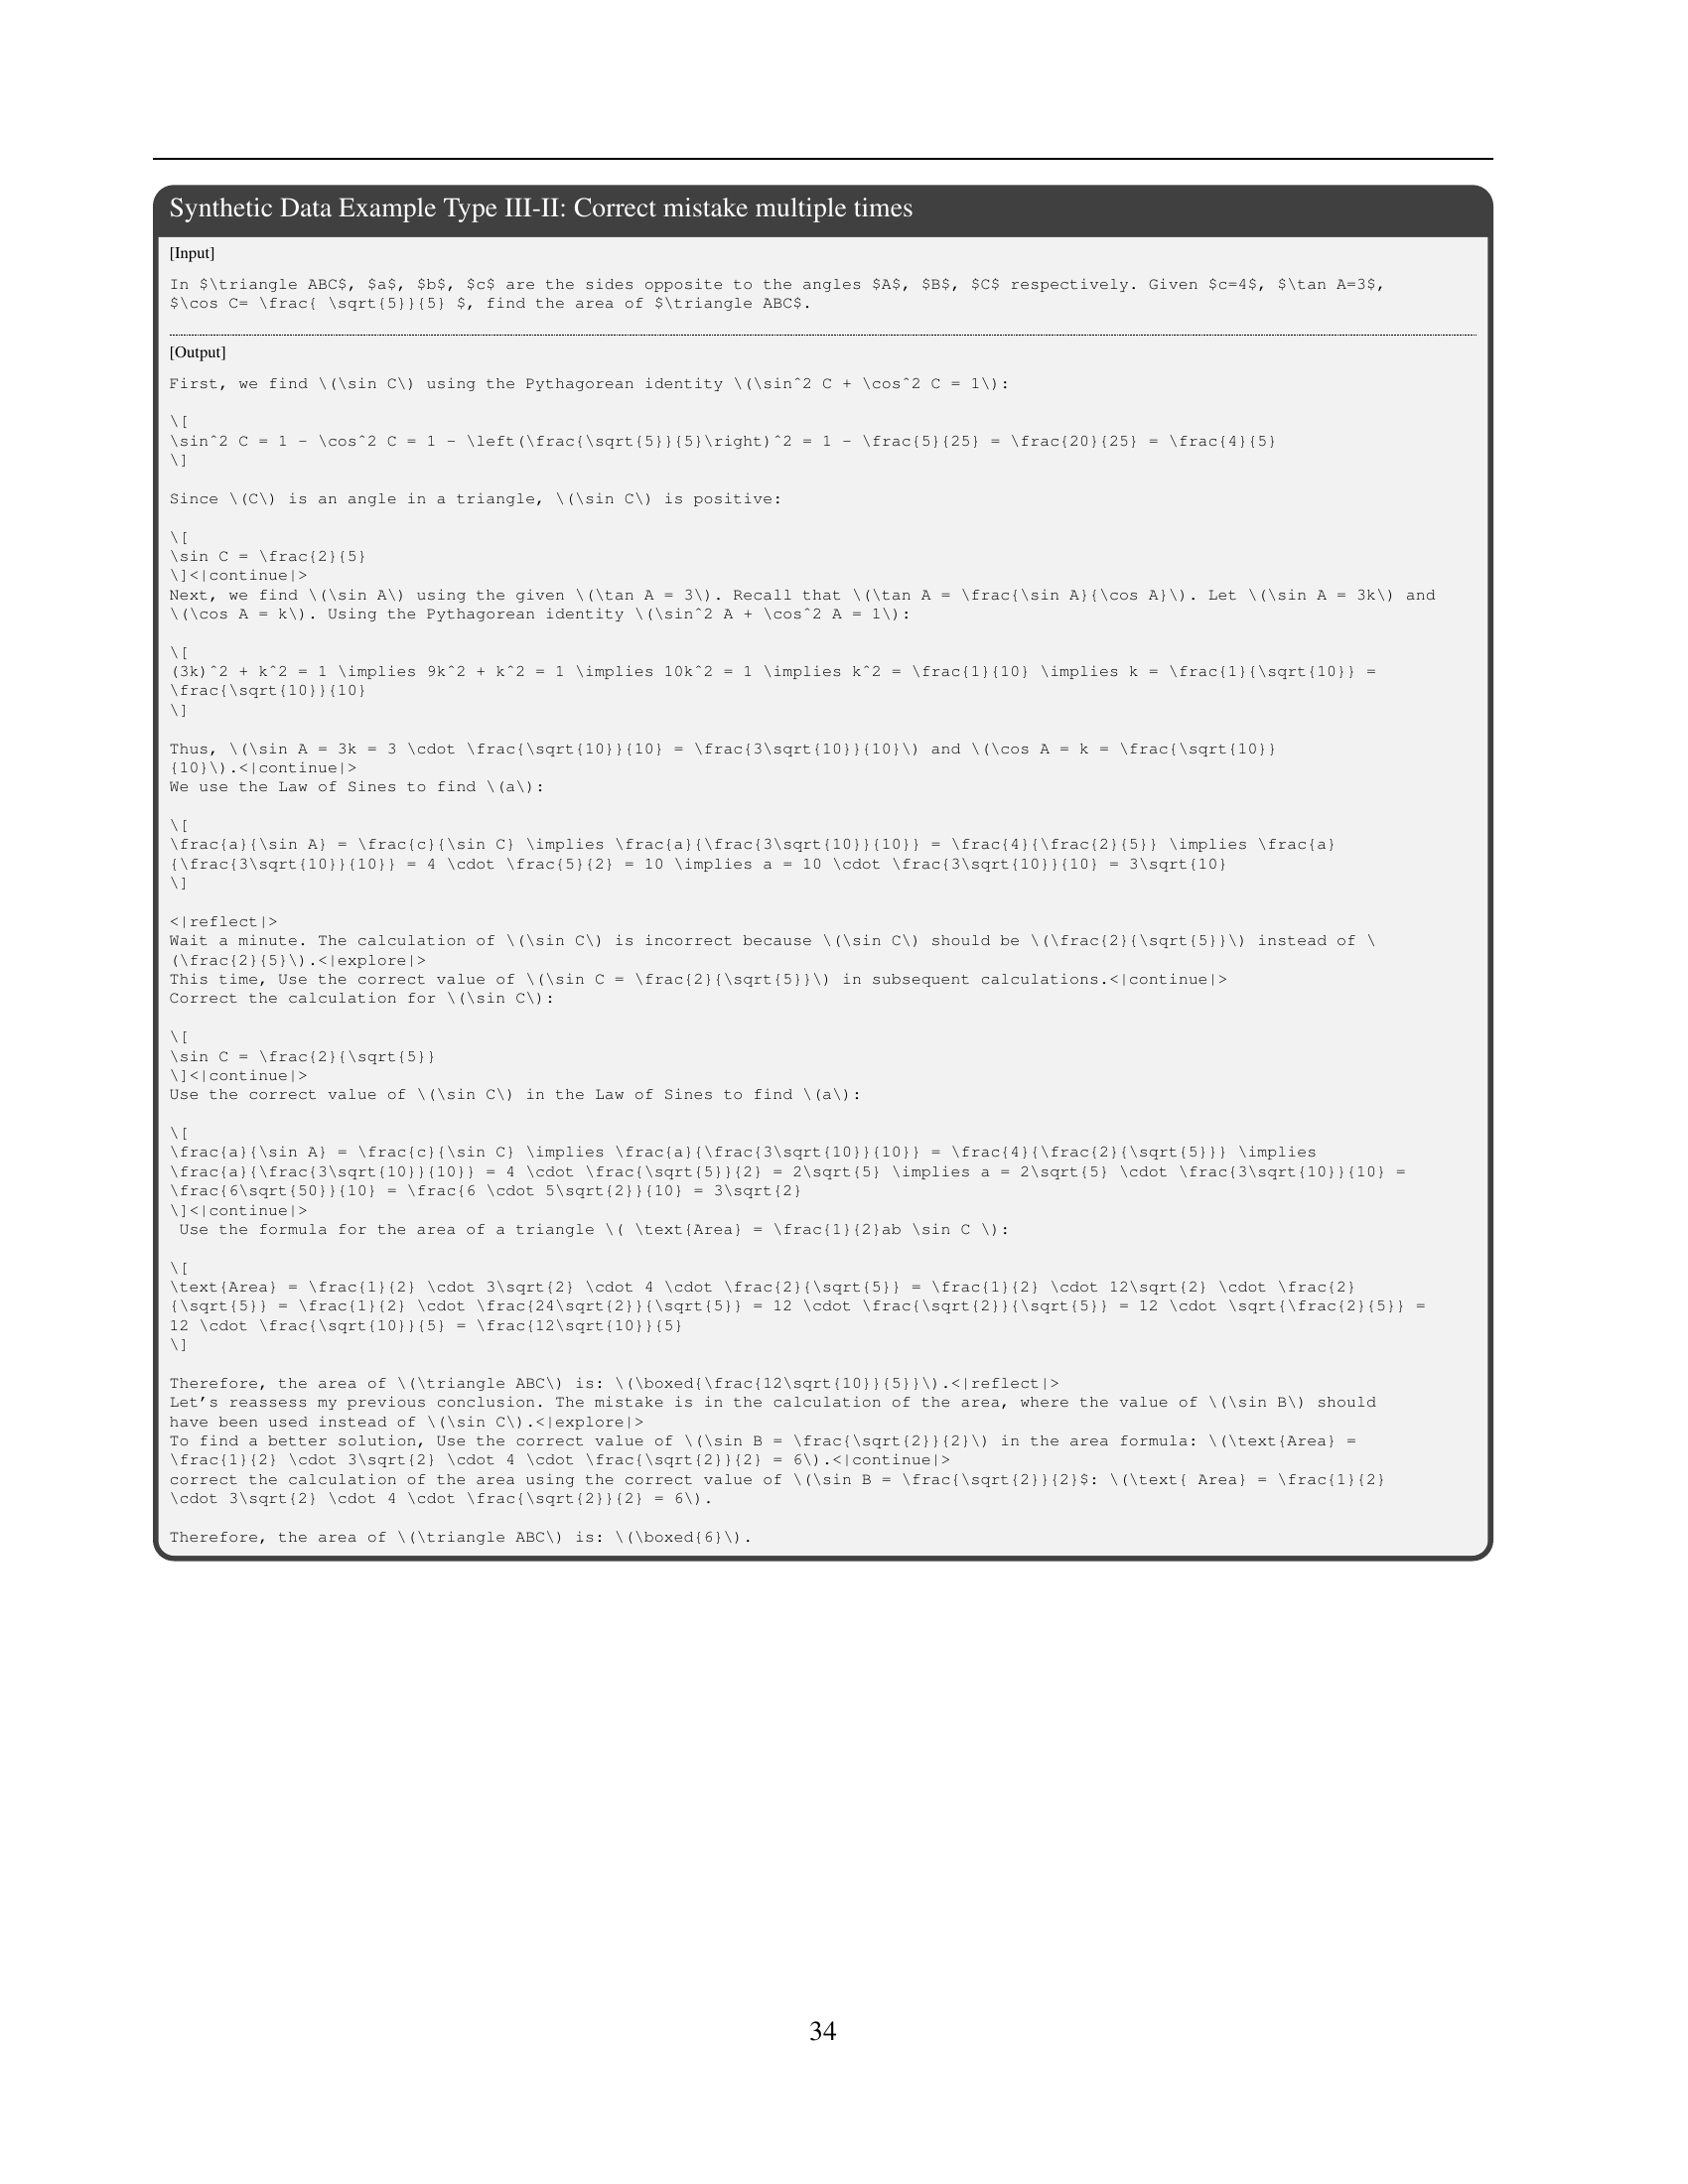 Synthetic Data Example Type III-II: Correct mistake multiple times
[Input]
In $\triangle ABC$, $a$, $b$, $c$ are the sides opposite to the angles $A$, $B$, $C$ respectively. Given $c=4$, $\tan A=3$,
$\cos C= \frac{ \sqrt{5}}{5} $, find the area of $\triangle ABC$.
[Output]
First, we find \(\sin C\) using the Pythagorean identity \(\sin^2 C + \cos^2 C = 1\):
\[
\sin^2 C = 1 - \cos^2 C = 1 - \left(\frac{\sqrt{5}}{5}\right)^2 = 1 - \frac{5}{25} = \frac{20}{25} = \frac{4}{5}
\]
Since \(C\) is an angle in a triangle, \(\sin C\) is positive:
\[
\sin C = \frac{2}{5}
\]<|continue|>
Next, we find \(\sin A\) using the given \(\tan A = 3\). Recall that \(\tan A = \frac{\sin A}{\cos A}\). Let \(\sin A = 3k\) and
\(\cos A = k\). Using the Pythagorean identity \(\sin^2 A + \cos^2 A = 1\):
\[
(3k)^2 + k^2 = 1 \implies 9k^2 + k^2 = 1 \implies 10k^2 = 1 \implies k^2 = \frac{1}{10} \implies k = \frac{1}{\sqrt{10}} =
\frac{\sqrt{10}}{10}
\]
Thus, \(\sin A = 3k = 3 \cdot \frac{\sqrt{10}}{10} = \frac{3\sqrt{10}}{10}\) and \(\cos A = k = \frac{\sqrt{10}}
{10}\).<|continue|>
We use the Law of Sines to find \(a\):
\[
\frac{a}{\sin A} = \frac{c}{\sin C} \implies \frac{a}{\frac{3\sqrt{10}}{10}} = \frac{4}{\frac{2}{5}} \implies \frac{a}
{\frac{3\sqrt{10}}{10}} = 4 \cdot \frac{5}{2} = 10 \implies a = 10 \cdot \frac{3\sqrt{10}}{10} = 3\sqrt{10}
\]
<|reflect|>
Wait a minute. The calculation of \(\sin C\) is incorrect because \(\sin C\) should be \(\frac{2}{\sqrt{5}}\) instead of \
(\frac{2}{5}\).<|explore|>
This time, Use the correct value of \(\sin C = \frac{2}{\sqrt{5}}\) in subsequent calculations.<|continue|>
Correct the calculation for \(\sin C\):
\[
\sin C = \frac{2}{\sqrt{5}}
\]<|continue|>
Use the correct value of \(\sin C\) in the Law of Sines to find \(a\):
\[
\frac{a}{\sin A} = \frac{c}{\sin C} \implies \frac{a}{\frac{3\sqrt{10}}{10}} = \frac{4}{\frac{2}{\sqrt{5}}} \implies
\frac{a}{\frac{3\sqrt{10}}{10}} = 4 \cdot \frac{\sqrt{5}}{2} = 2\sqrt{5} \implies a = 2\sqrt{5} \cdot \frac{3\sqrt{10}}{10} =
\frac{6\sqrt{50}}{10} = \frac{6 \cdot 5\sqrt{2}}{10} = 3\sqrt{2}
\]<|continue|>
Use the formula for the area of a triangle \( \text{Area} = \frac{1}{2}ab \sin C \):
\[
\text{Area} = \frac{1}{2} \cdot 3\sqrt{2} \cdot 4 \cdot \frac{2}{\sqrt{5}} = \frac{1}{2} \cdot 12\sqrt{2} \cdot \frac{2}
{\sqrt{5}} = \frac{1}{2} \cdot \frac{24\sqrt{2}}{\sqrt{5}} = 12 \cdot \frac{\sqrt{2}}{\sqrt{5}} = 12 \cdot \sqrt{\frac{2}{5}} =
12 \cdot \frac{\sqrt{10}}{5} = \frac{12\sqrt{10}}{5}
\]
Therefore, the area of \(\triangle ABC\) is: \(\boxed{\frac{12\sqrt{10}}{5}}\).<|reflect|>
Let's reassess my previous conclusion. The mistake is in the calculation of the area, where the value of \(\sin B\) should
have been used instead of \(\sin C\).<|explore|>
To find a better solution, Use the correct value of \(\sin B = \frac{\sqrt{2}}{2}\) in the area formula: \(\text{Area} =
\frac{1}{2} \cdot 3\sqrt{2} \cdot 4 \cdot \frac{\sqrt{2}}{2} = 6\).<|continue|>
correct the calculation of the area using the correct value of \(\sin B = \frac{\sqrt{2}}{2}$: \(\text{ Area} = \frac{1}{2}
\cdot 3\sqrt{2} \cdot 4 \cdot \frac{\sqrt{2}}{2} = 6\).
Therefore, the area of \(\triangle ABC\) is: \(\boxed{6}\).
34